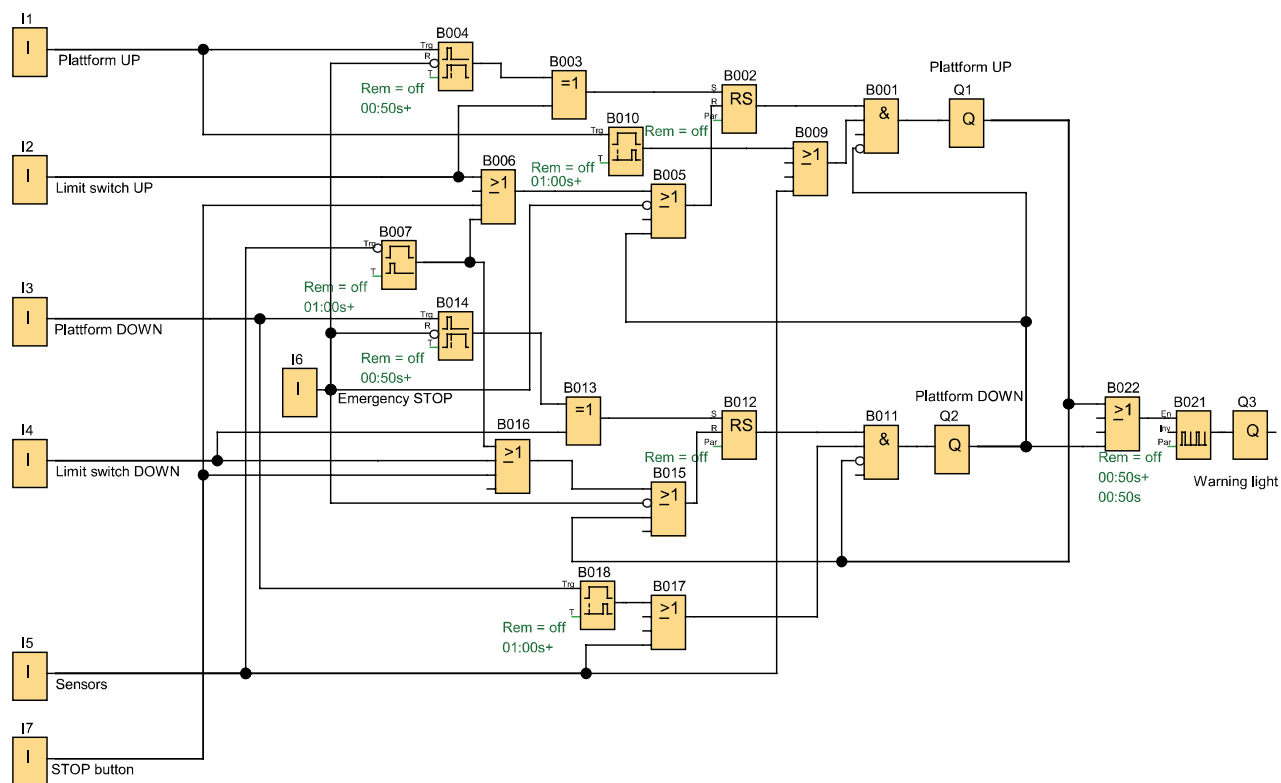 I1
I
Plattform UP
B004
Trg
R
T
Rem = off
00:50s+
B003
=1
B002
S
R
Par
RS
Rem = off
Plattform UP
B001
&
Q1
Q
I2
I
Limit switch UP
B010
Trg
T
Rem = off
01:00s+
B009
>1
B006
>1
B005
>1
B007
Trg
T
Rem = off
01:00s+
I3
I
Plattform DOWN
B014
Trg
R
T
Rem = off
00:50s+
I6
I
Emergency STOP
B013
=1
B012
S
R
Par
RS
Rem = off
Plattform DOWN
B011
&
Q2
Q
B022
>1
B021
En
Inv
Par
Rem = off
00:50s+
00:50s
Q3
Q
Warning light
I4
I
Limit switch DOWN
B016
>1
B015
>1
B018
Trg
T
Rem = off
01:00s+
B017
>1
I5
I
Sensors
I7
I
STOP button